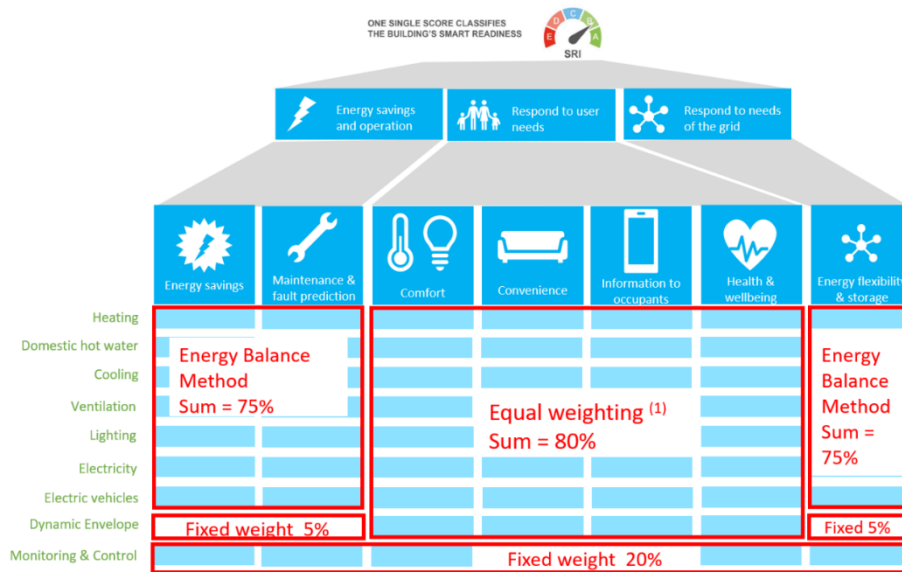 ONE SINGLE SCORE CLASSIFIES
THE BUILDING'S SMART READINESS
E D C B A
SRI
Energy savings
and operation
Respond to user
needs
Respond to needs
of the grid
Energy savings
Maintenance &
fault prediction
Comfort
Convenience
Information to
occupants
Health &
wellbeing
Energy flexibility
& storage
Heating
Domestic hot water
Cooling
Ventilation
Lighting
Electricity
Electric vehicles
Dynamic Envelope
Monitoring & Control
Energy Balance
Method
Sum = 75%
Equal weighting (1)
Sum = 80%
Energy
Balance
Method
Sum =
75%
Fixed weight 5%
Fixed 5%
Fixed weight 20%